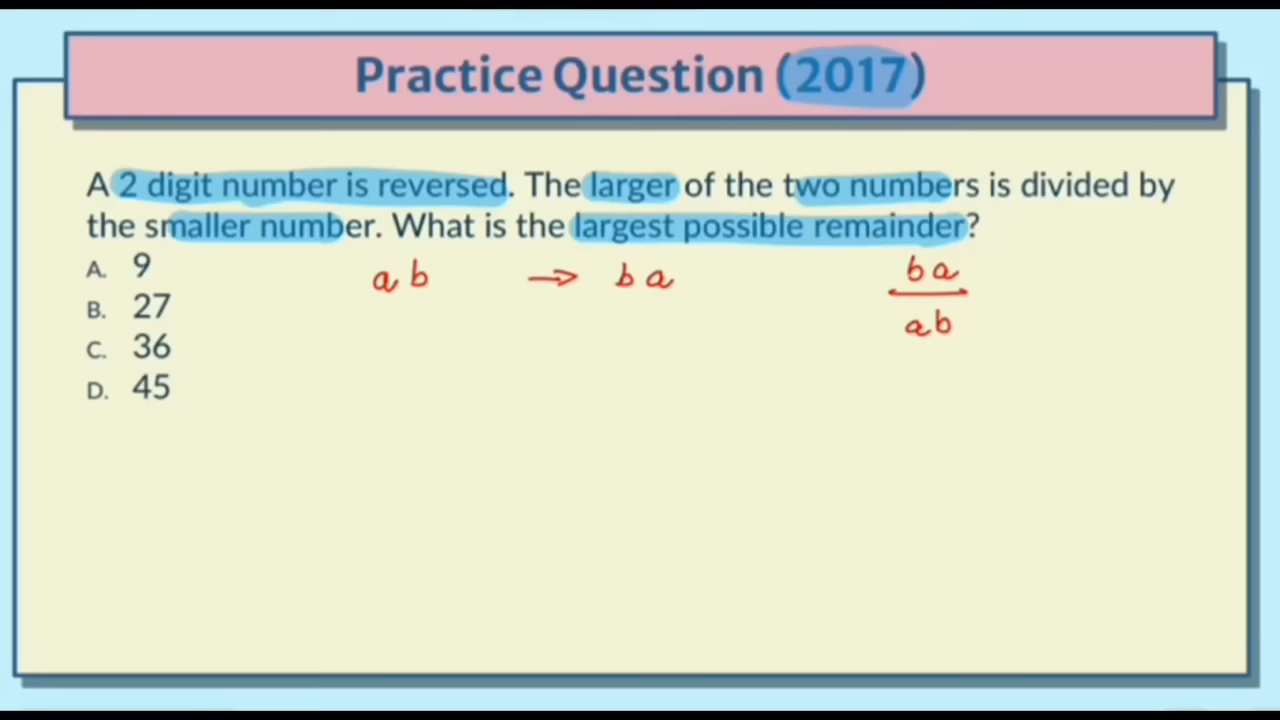 Practice Question (2017)
A 2 digit number is reversed. The larger of the two numbers is divided by
the smaller number. What is the largest possible remainder?
A. 9
B. 27
C. 36
D. 45
a b → b a
b a
a b